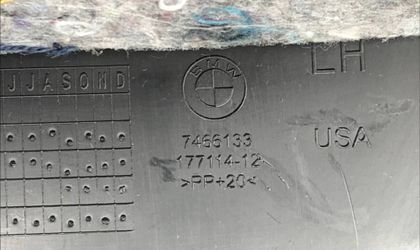 BMW
LH
JJASOND
7466133
177114-12
>PP+20<
USA